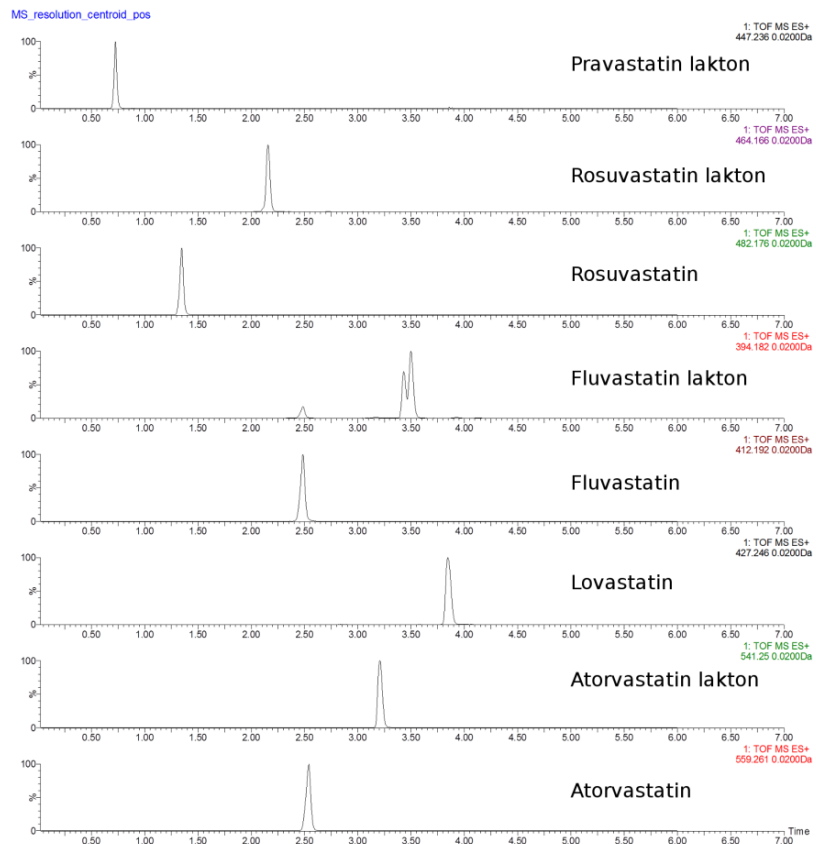 MS_resolution_centroid_pos
1: TOF MS ES+
447.236 0.0200Da
100
%
0
Pravastatin lakton
0.50 1.00 1.50 2.00 2.50 3.00 3.50 4.00 4.50 5.00 5.50 6.00 6.50 7.00
1: TOF MS ES+
464.166 0.0200Da
100
%
0
Rosuvastatin lakton
0.50 1.00 1.50 2.00 2.50 3.00 3.50 4.00 4.50 5.00 5.50 6.00 6.50 7.00
1: TOF MS ES+
482.176 0.0200Da
100
%
0
Rosuvastatin
0.50 1.00 1.50 2.00 2.50 3.00 3.50 4.00 4.50 5.00 5.50 6.00 6.50 7.00
1: TOF MS ES+
394.182 0.0200Da
100
%
0
Fluvastatin lakton
0.50 1.00 1.50 2.00 2.50 3.00 3.50 4.00 4.50 5.00 5.50 6.00 6.50 7.00
1: TOF MS ES+
412.192 0.0200Da
100
%
0
Fluvastatin
0.50 1.00 1.50 2.00 2.50 3.00 3.50 4.00 4.50 5.00 5.50 6.00 6.50 7.00
1: TOF MS ES+
427.246 0.0200Da
100
%
0
Lovastatin
0.50 1.00 1.50 2.00 2.50 3.00 3.50 4.00 4.50 5.00 5.50 6.00 6.50 7.00
1: TOF MS ES+
541.25 0.0200Da
100
%
0
Atorvastatin lakton
0.50 1.00 1.50 2.00 2.50 3.00 3.50 4.00 4.50 5.00 5.50 6.00 6.50 7.00
1: TOF MS ES+
559.261 0.0200Da
100
%
0
Atorvastatin
Time
0.50 1.00 1.50 2.00 2.50 3.00 3.50 4.00 4.50 5.00 5.50 6.00 6.50 7.00